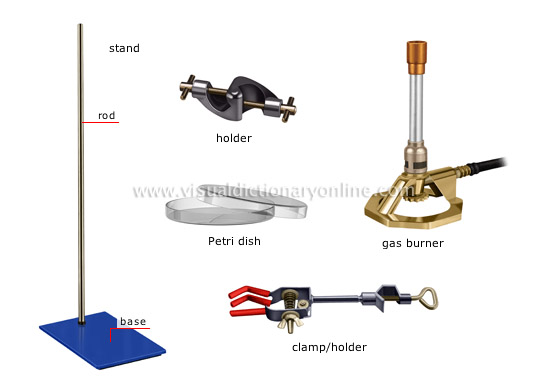 stand
rod
holder
www.visualdictionaryonline.com
Petri dish
gas burner
base
clamp/holder